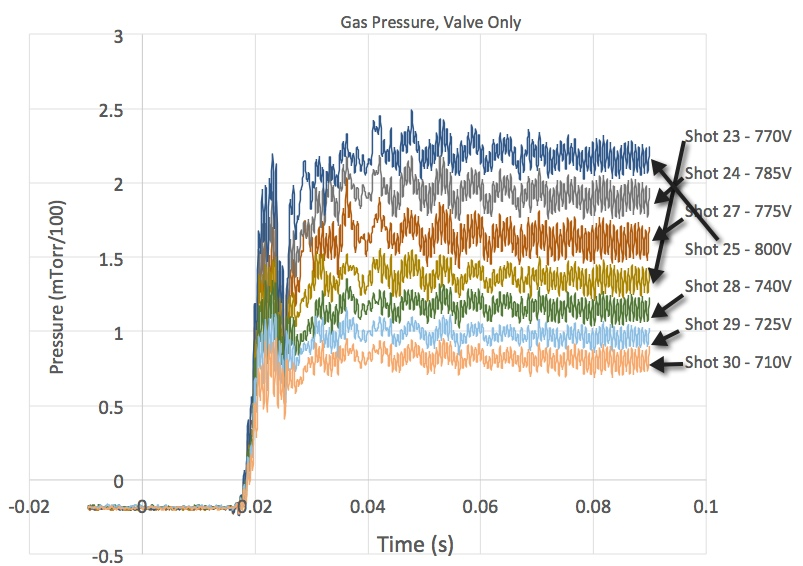 Gas Pressure, Valve Only
3
2.5
2
1.5
1
0.5
0
-0.5
-0.02
0
0.02
0.04
0.06
0.08
0.1
Pressure (mTorr/100)
Time (s)
Shot 23 - 770V
Shot 24 - 785V
Shot 27 - 775V
Shot 25 - 800V
Shot 28 - 740V
Shot 29 - 725V
Shot 30 - 710V